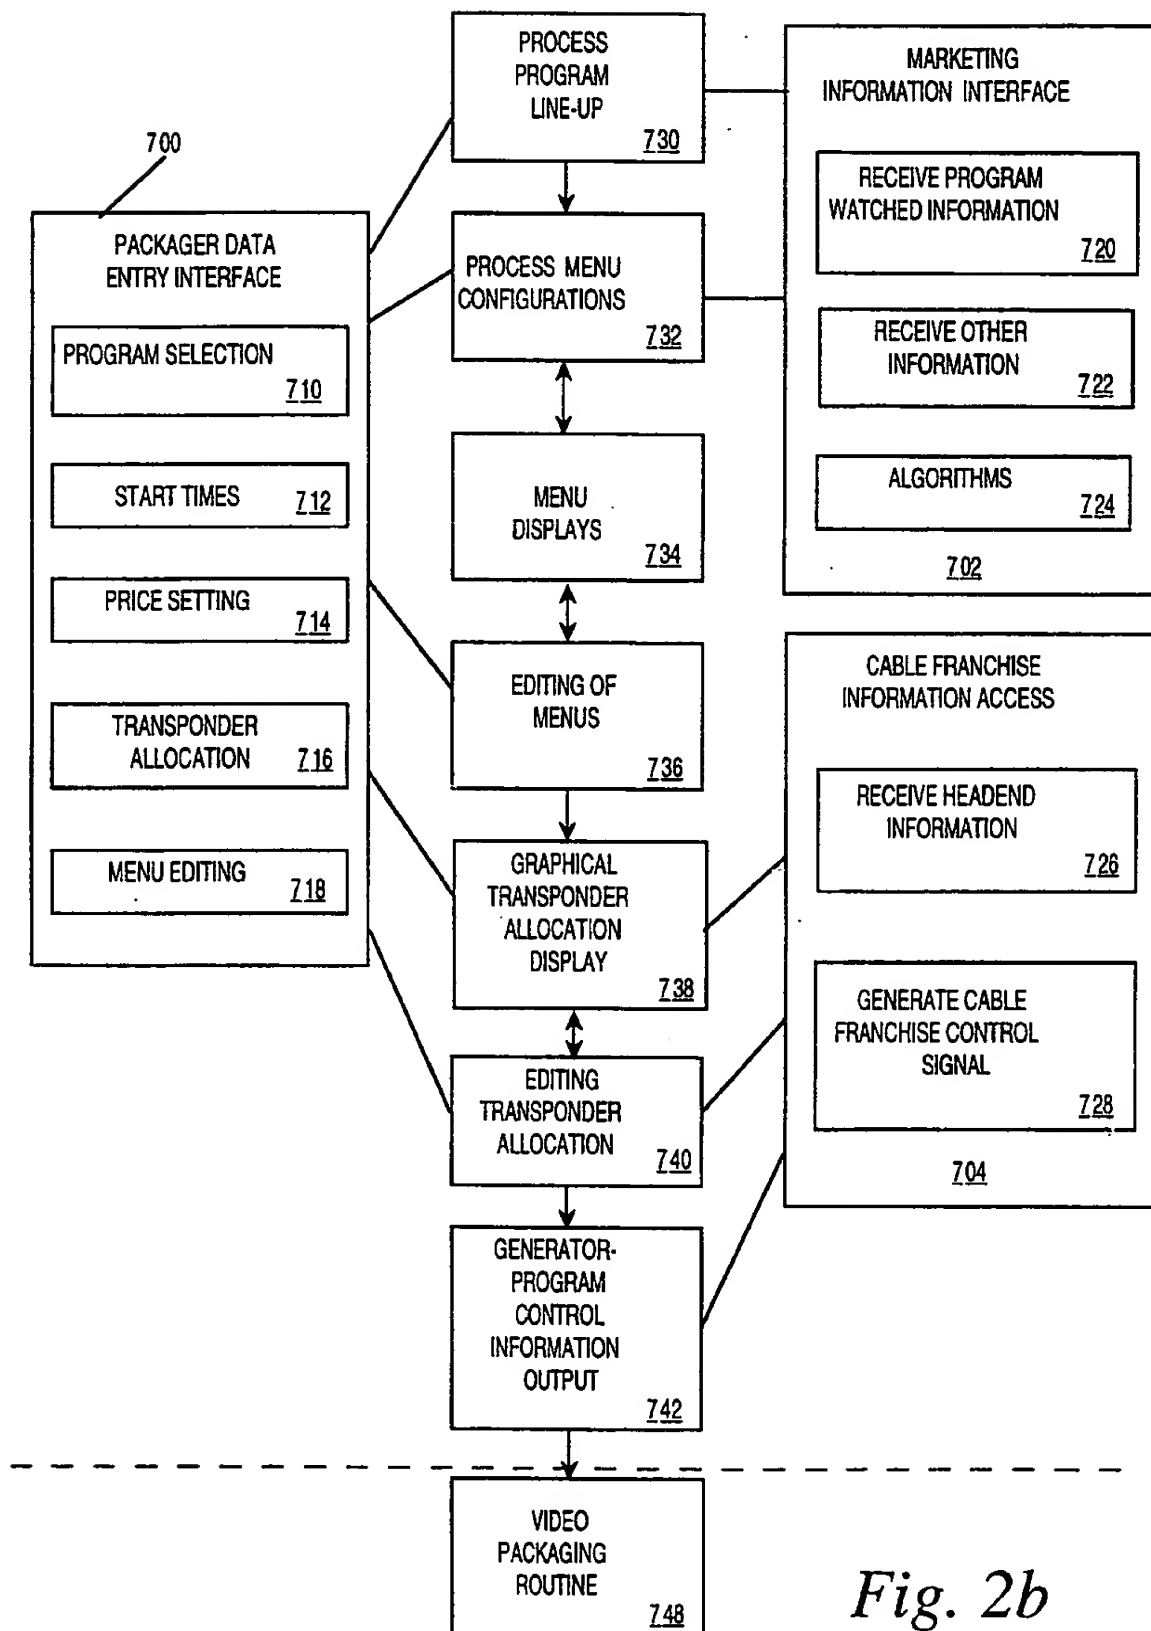 700
PACKAGER DATA
ENTRY INTERFACE
PROGRAM SELECTION
710
START TIMES 712
PRICE SETTING 714
TRANSPONDER
ALLOCATION 716
MENU EDITING 718
PROCESS
PROGRAM
LINE-UP
730
PROCESS MENU
CONFIGURATIONS
732
MENU
DISPLAYS
734
EDITING OF
MENUS
736
GRAPHICAL
TRANSPONDER
ALLOCATION
DISPLAY
738
EDITING
TRANSPONDER
ALLOCATION 740
GENERATOR-
PROGRAM
CONTROL
INFORMATION
OUTPUT
742
VIDEO
PACKAGING
ROUTINE
748
MARKETING
INFORMATION INTERFACE
RECEIVE PROGRAM
WATCHED INFORMATION
720
RECEIVE OTHER
INFORMATION
722
ALGORITHMS
724
702
CABLE FRANCHISE
INFORMATION ACCESS
RECEIVE HEADEND
INFORMATION
726
GENERATE CABLE
FRANCHISE CONTROL
SIGNAL
728
704
Fig. 2b